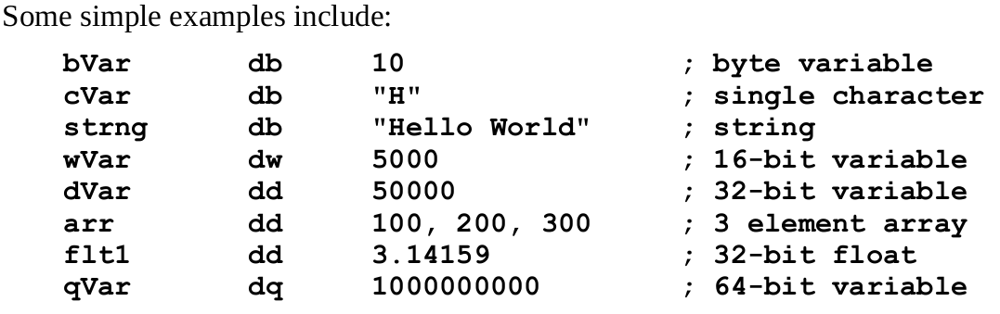 Some simple examples include:
bVar db 10 ; byte variable
cVar db "H" ; single character
strng db "Hello World" ; string
wVar dw 5000 ; 16-bit variable
dVar dd 50000 ; 32-bit variable
arr dd 100, 200, 300 ; 3 element array
flt1 dd 3.14159 ; 32-bit float
qVar dq 1000000000 ; 64-bit variable